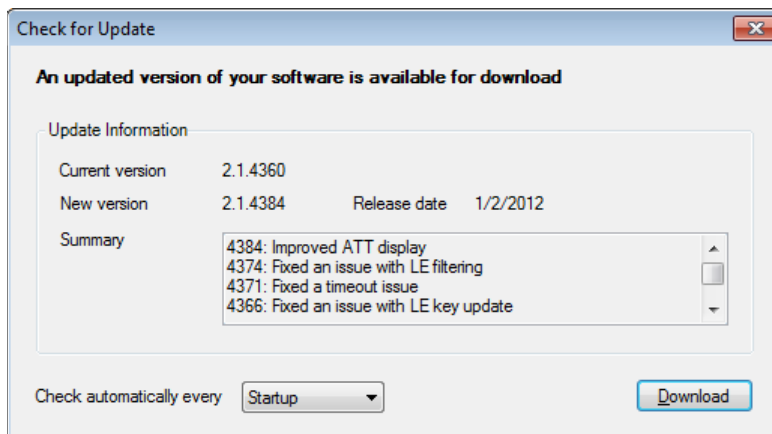 Check for Update
An updated version of your software is available for download
Update Information
Current version 2.1.4360
New version 2.1.4384 Release date 1/2/2012
Summary 4384: Improved ATT display
4374: Fixed an issue with LE filtering
4371: Fixed a timeout issue
4366: Fixed an issue with LE key update
Check automatically every Startup Download